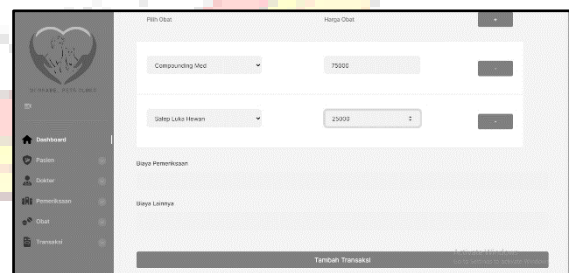 Pilih Obat
Harga Obat
+
Compounding Med
75000
-
Salep Luka Hewan
25000
-
Dashboard
Pasien
Dokter
Pemeriksaan
Obat
Transaksi
Biaya Pemeriksaan
Biaya Lainnya
Tambah Transaksi
Activate Windows